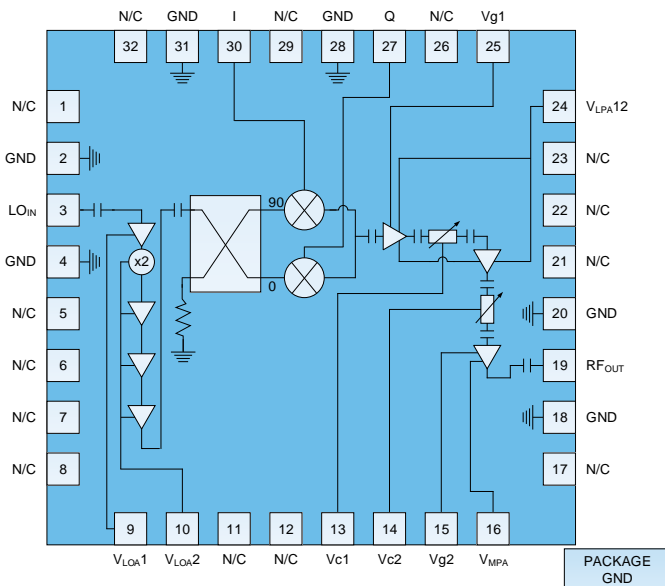 N/C GND I N/C GND Q N/C Vg1
32 31 30 29 28 27 26 25
N/C 1
24 VLPA12
GND 2
23 N/C
LOIN 3
90
22 N/C
GND 4
x2
0
21 N/C
N/C 5
20 GND
N/C 6
19 RFOUT
N/C 7
18 GND
N/C 8
17 N/C
9 10 11 12 13 14 15 16
VLOA1 VLOA2 N/C N/C Vc1 Vc2 Vg2 VMPA
PACKAGE
GND